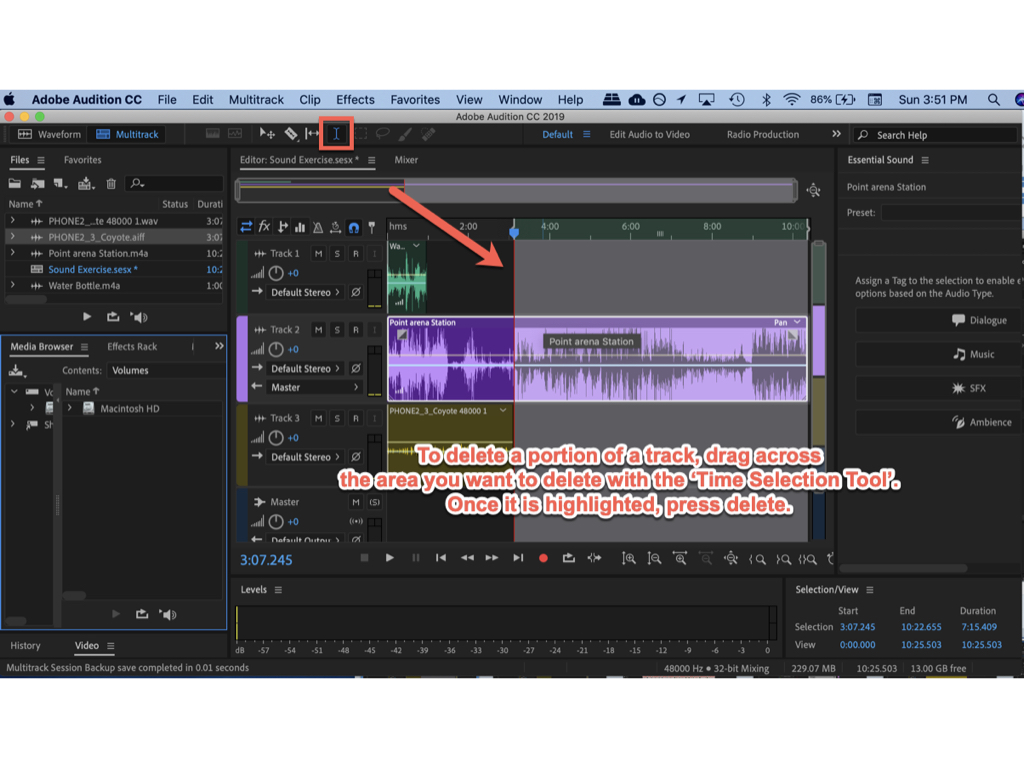 Adobe Audition CC File Edit Multitrack Clip Effects Favorites View Window Help 86% Sun 3:51 PM
Adobe Audition CC 2019
Waveform Multitrack Default Edit Audio to Video Radio Production Search Help
Files Favorites
Name Status Durati
PHONE2_..te 48000 1.wav 3:07
PHONE2_3_Coyote.aiff 3:07
Point arena Station.m4a 10:2
Sound Exercise.sesx * 10:2
Water Bottle.m4a 1:00
Media Browser Effects Rack
Contents: Volumes
Name
Macintosh HD
History Video
Editor: Sound Exercise.sesx * Mixer
hms 2:00 4:00 6:00 8:00 10:00
Track 1 M S R I
+0
Default Stereo
Wa...
Track 2 M S R I
+0
Default Stereo
Master
Point arena Station Pan
Point arena Station
Track 3 M S R I
+0
Default Stereo
PHONE2_3_Coyote 48000 1
Master M (S)
+0
Default Output
To delete a portion of a track, drag across
the area you want to delete with the ‘Time Selection Tool’.
Once it is highlighted, press delete.
3:07.245
Levels
dB -57 -54 -51 -48 -45 -42 -39 -36 -33 -30 -27 -24 -21 -18 -15 -12 -9 -6 -3 0
Essential Sound
Point arena Station
Preset:
Assign a Tag to the selection to enable e
options based on the Audio Type.
Dialogue
Music
SFX
Ambience
Selection/View
Start End Duration
Selection 3:07.245 10:22.655 7:15.409
View 0:00.000 10:25.503 10:25.503
Multitrack Session Backup save completed in 0.01 seconds 48000 Hz • 32-bit Mixing 229.07 MB 10:25.503 13.00 GB free